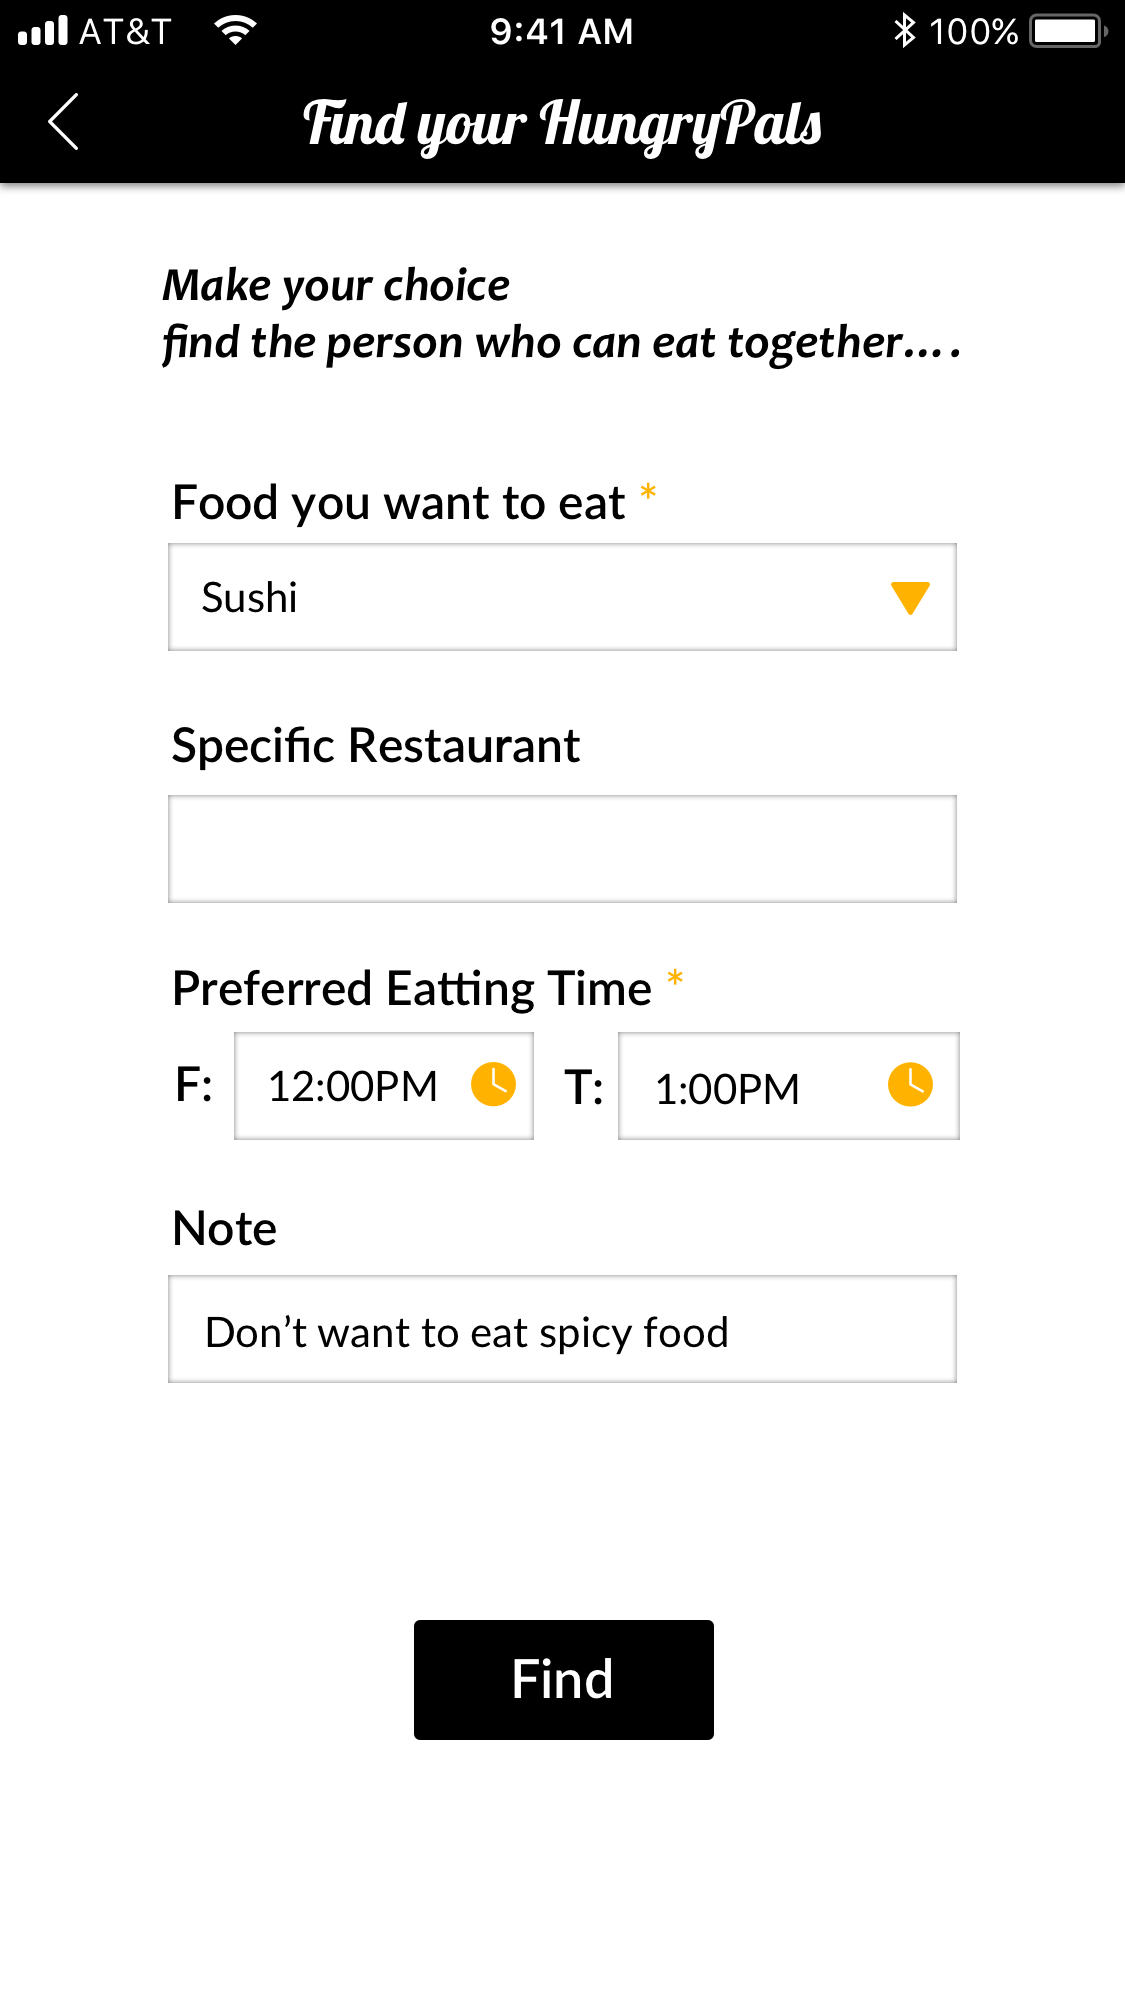 AT&T 9:41 AM 100%
Find your HungryPals
Make your choice
find the person who can eat together....
Food you want to eat *
Sushi
Specific Restaurant
Preferred Eatting Time *
F: 12:00PM T: 1:00PM
Note
Don’t want to eat spicy food
Find